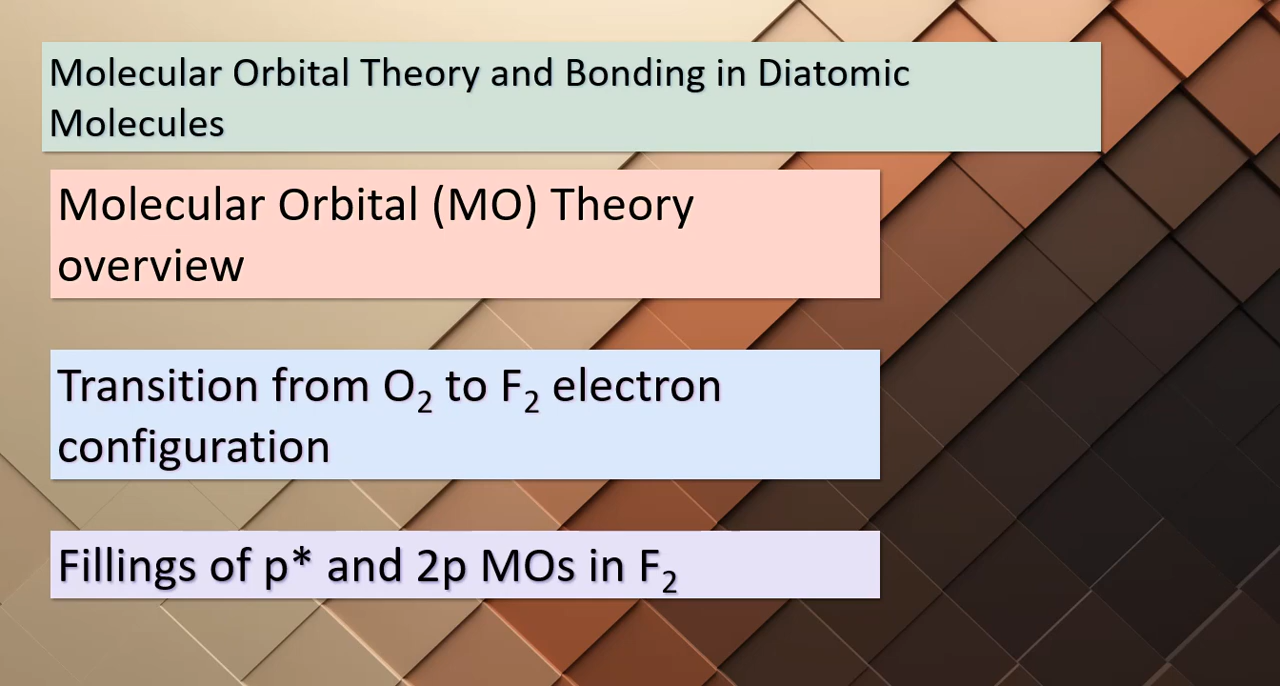 Molecular Orbital Theory and Bonding in Diatomic
Molecules
Molecular Orbital (MO) Theory
overview
Transition from O₂ to F₂ electron
configuration
Fillings of p* and 2p MOs in F₂